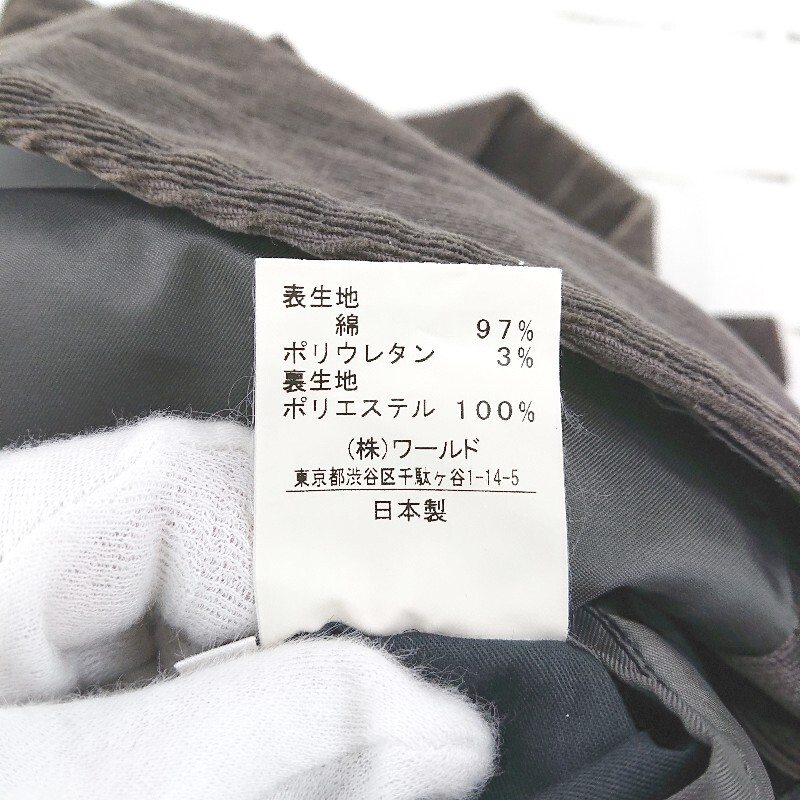 表生地
綿 97%
ポリウレタン 3%
裏生地
ポリエステル 100%
(株)ワールド
東京都渋谷区千駄ヶ谷1-14-5
日本製